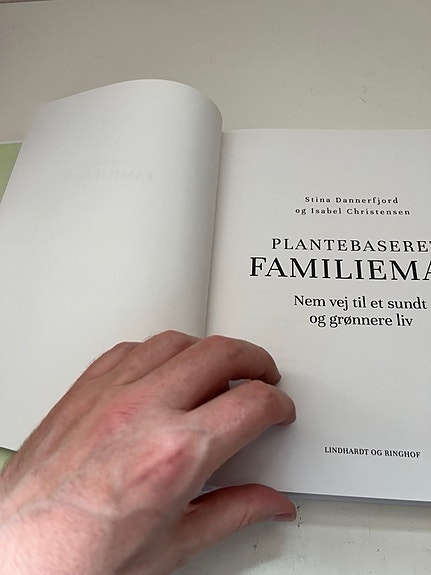 Stina Dannerfjord
og Isabel Christensen
PLANTEBASERET
FAMILIEMA
Nem vej til et sundt
og grønnere liv
LINDHARDT OG RINGHOF